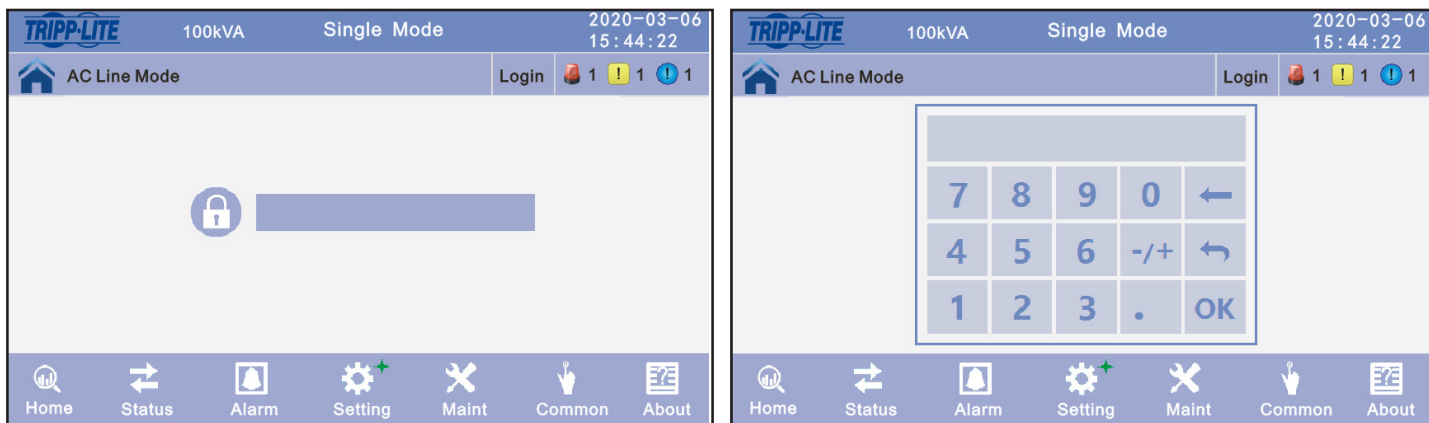 TRIPP·LITE 100kVA Single Mode 2020-03-06
15:44:22
AC Line Mode Login 1 ! 1 ! 1
Home Status Alarm Setting Maint Common About
TRIPP·LITE 100kVA Single Mode 2020-03-06
15:44:22
AC Line Mode Login 1 ! 1 ! 1
7 8 9 0 ←
4 5 6 -/+ ↰
1 2 3 . OK
Home Status Alarm Setting Maint Common About